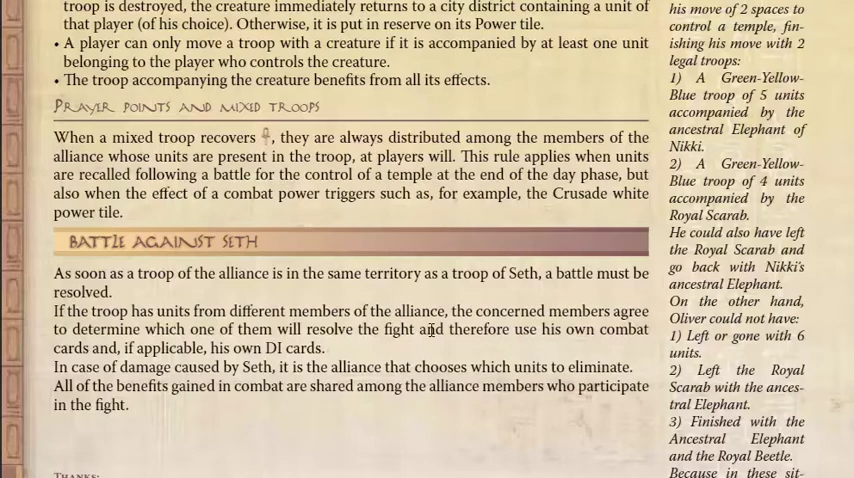 troop is destroyed, the creature immediately returns to a city district containing a unit of
that player (of his choice). Otherwise, it is put in reserve on its Power tile.
• A player can only move a troop with a creature if it is accompanied by at least one unit
belonging to the player who controls the creature.
• The troop accompanying the creature benefits from all its effects.
Prayer points and mixed troops
When a mixed troop recovers , they are always distributed among the members of the
alliance whose units are present in the troop, at players will. This rule applies when units
are recalled following a battle for the control of a temple at the end of the day phase, but
also when the effect of a combat power triggers such as, for example, the Crusade white
power tile.
BATTLE AGAINST SETH
As soon as a troop of the alliance is in the same territory as a troop of Seth, a battle must be
resolved.
If the troop has units from different members of the alliance, the concerned members agree
to determine which one of them will resolve the fight and therefore use his own combat
cards and, if applicable, his own DI cards.
In case of damage caused by Seth, it is the alliance that chooses which units to eliminate.
All of the benefits gained in combat are shared among the alliance members who participate
in the fight.
Thanks:
his move of 2 spaces to
control a temple, fin-
ishing his move with 2
legal troops:
1) A Green-Yellow-
Blue troop of 5 units
accompanied by the
ancestral Elephant of
Nikki.
2) A Green-Yellow-
Blue troop of 4 units
accompanied by the
Royal Scarab.
He could also have left
the Royal Scarab and
go back with Nikki's
ancestral Elephant.
On the other hand,
Oliver could not have:
1) Left or gone with 6
units.
2) Left the Royal
Scarab with the ances-
tral Elephant.
3) Finished with the
Ancestral Elephant
and the Royal Beetle.
Because in these sit-